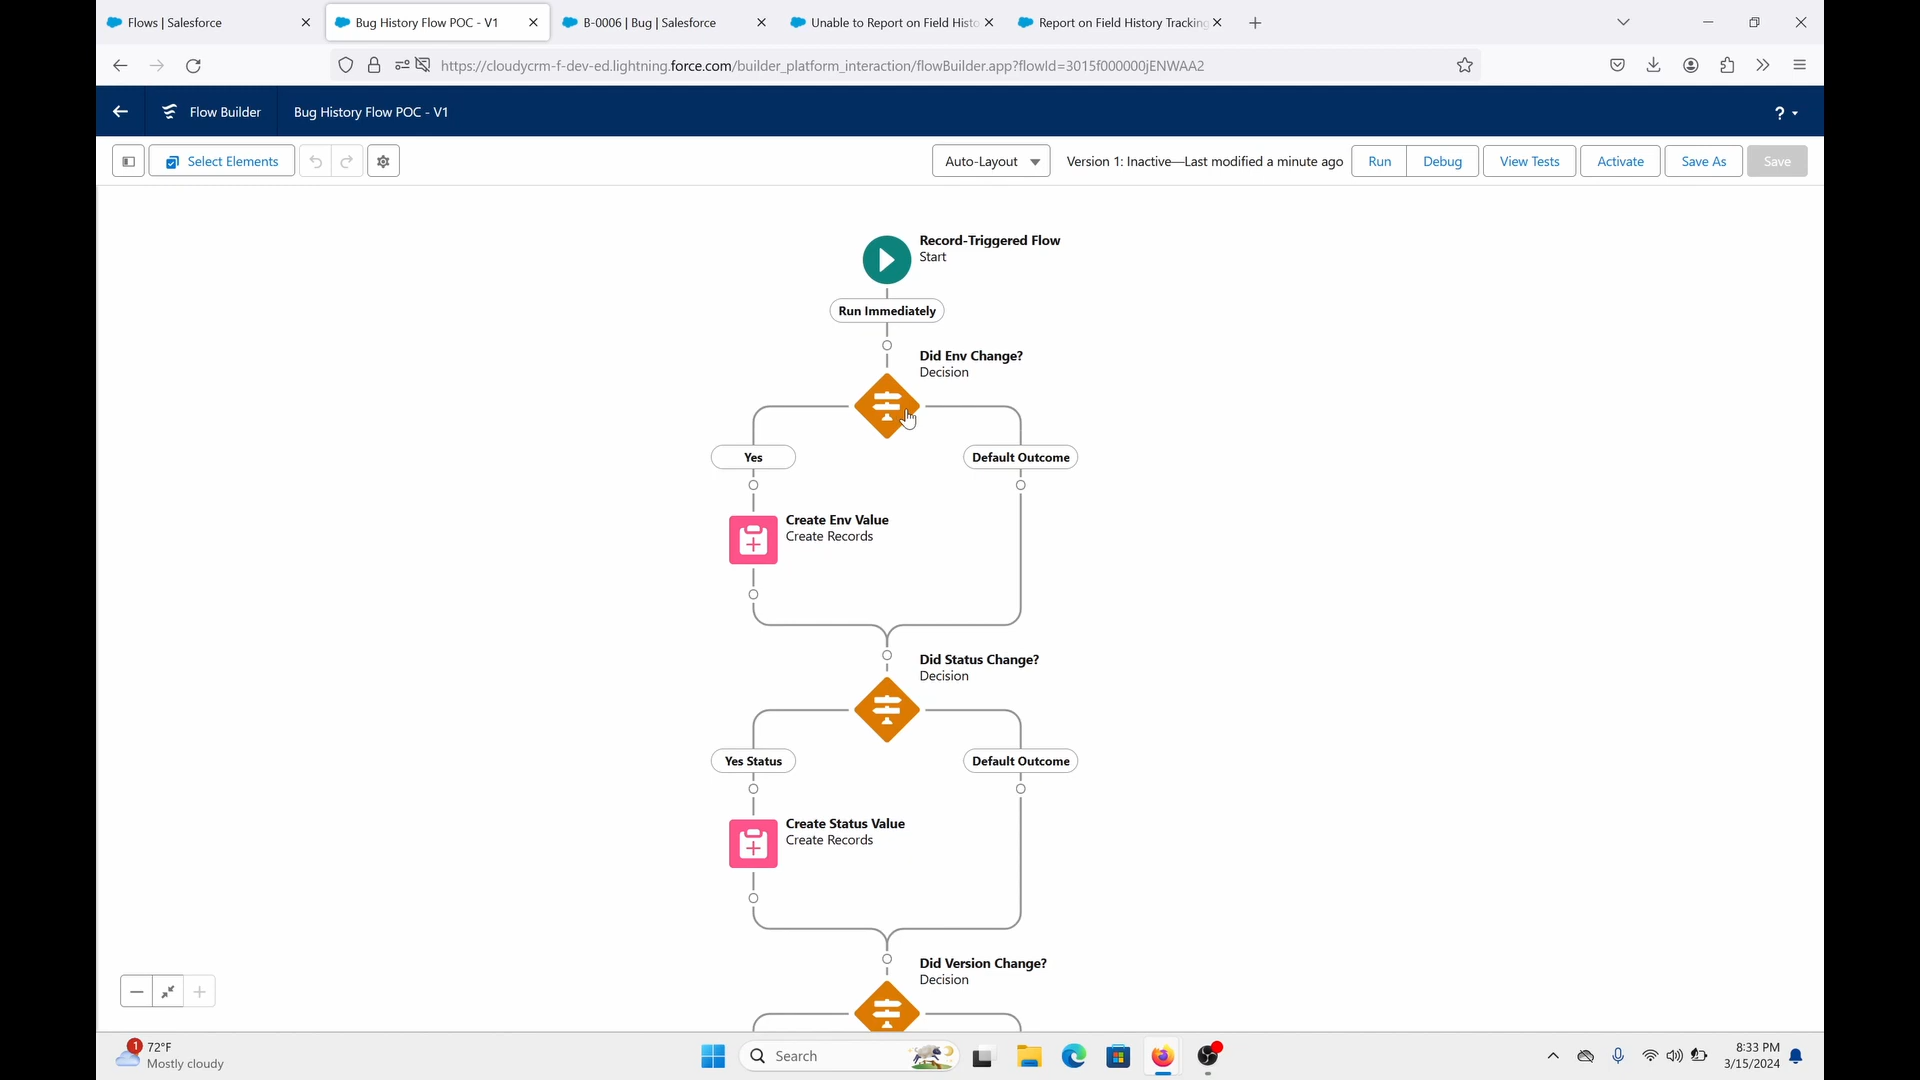 Flows | Salesforce
Bug History Flow POC - V1
B-0006 | Bug | Salesforce
Unable to Report on Field Histo
Report on Field History Tracking
https://cloudycrm-f-dev-ed.lightning.force.com/builder_platform_interaction/flowBuilder.app?flowId=3015f000000jENWAA2
Flow Builder
Bug History Flow POC - V1
?
Select Elements
Auto-Layout
Version 1: Inactive—Last modified a minute ago
Run
Debug
View Tests
Activate
Save As
Save
Record-Triggered Flow
Start
Run Immediately
Did Env Change?
Decision
Yes
Default Outcome
Create Env Value
Create Records
Did Status Change?
Decision
Yes Status
Default Outcome
Create Status Value
Create Records
Did Version Change?
Decision
1
72°F
Mostly cloudy
Search
8:33 PM
3/15/2024